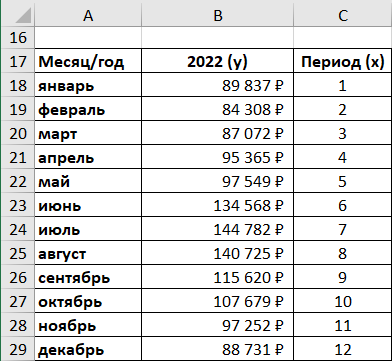 A B C
16
17 Месяц/год 2022 (y) Период (x)
18 январь 89 837 ₽ 1
19 февраль 84 308 ₽ 2
20 март 87 072 ₽ 3
21 апрель 95 365 ₽ 4
22 май 97 549 ₽ 5
23 июнь 134 568 ₽ 6
24 июль 144 782 ₽ 7
25 август 140 725 ₽ 8
26 сентябрь 115 620 ₽ 9
27 октябрь 107 679 ₽ 10
28 ноябрь 97 252 ₽ 11
29 декабрь 88 731 ₽ 12